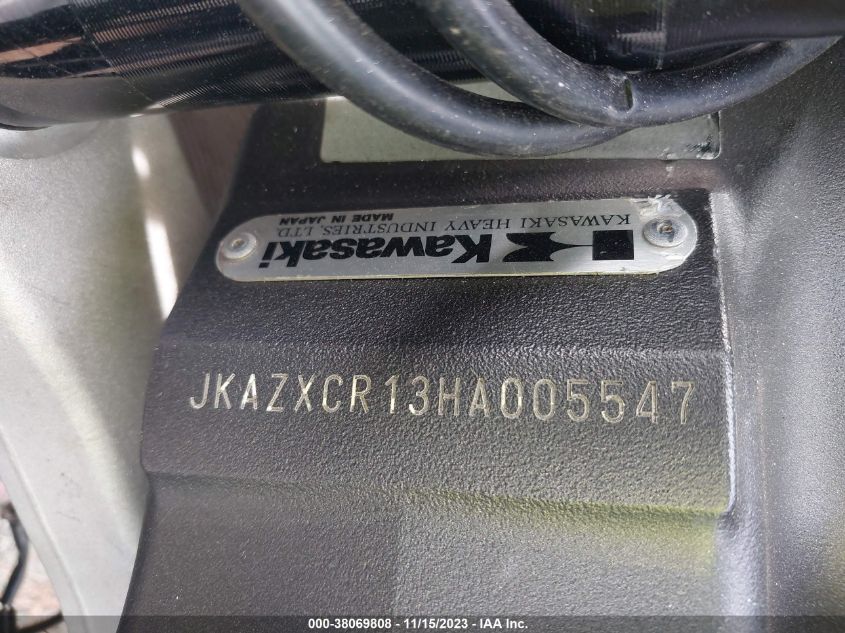 Kawasaki
KAWASAKI HEAVY INDUSTRIES, LTD.
MADE IN JAPAN
JKAZXCR13HA005547
000-38069808 - 11/15/2023 - IAA Inc.